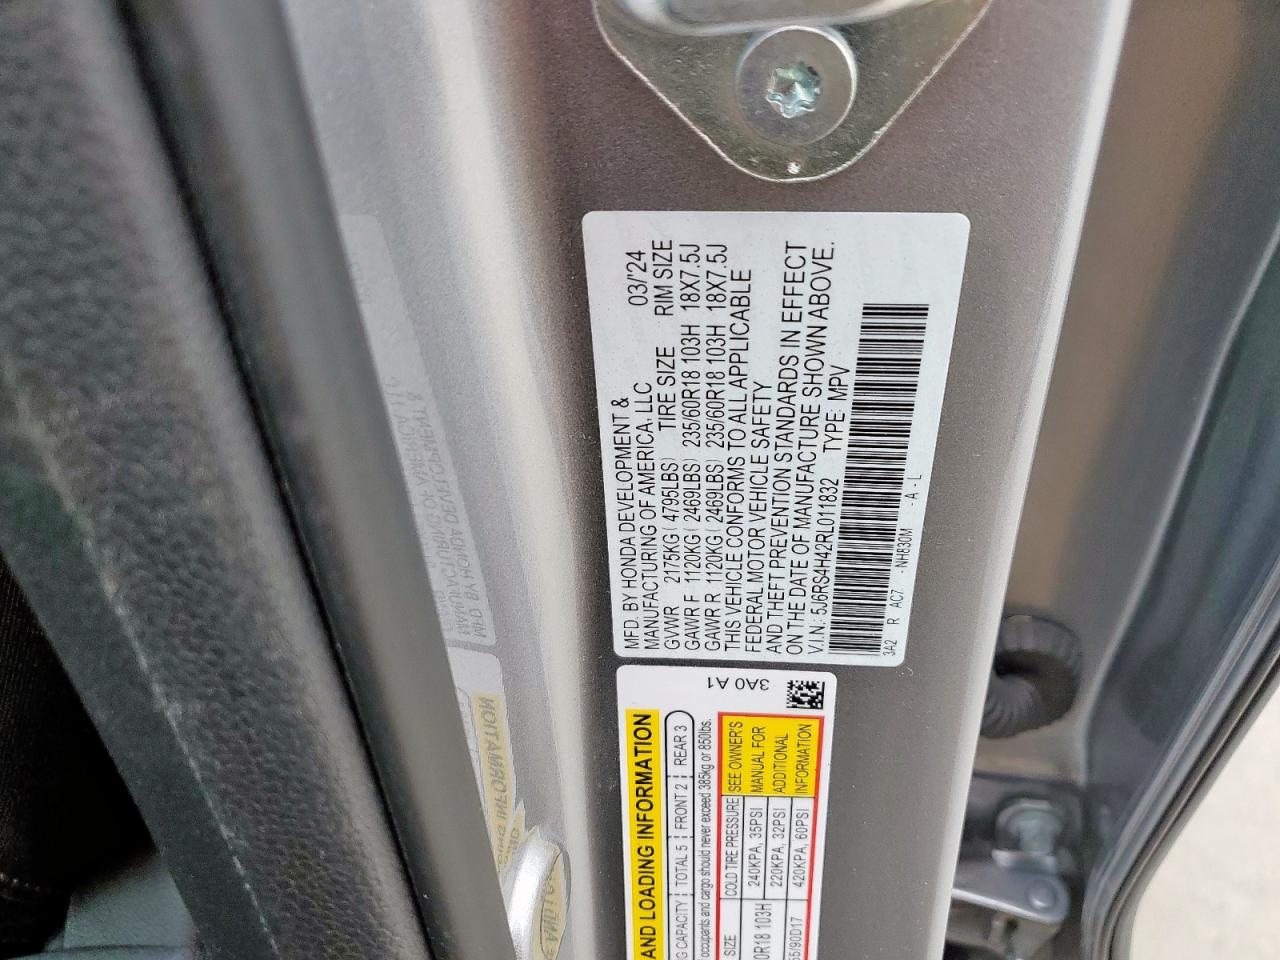 MFD. BY HONDA DEVELOPMENT & 03/'24
MANUFACTURING OF AMERICA, LLC TIRE SIZE RIM SIZE
GVWR 2175KG ( 4795LBS)
GAWR F 1120KG ( 2469LBS) 235/60R18 103H 18X7.5J
GAWR R 1120KG ( 2469LBS) 235/60R18 103H 18X7.5J
THIS VEHICLE CONFORMS TO ALL APPLICABLE
FEDERAL MOTOR VEHICLE SAFETY
AND THEFT PREVENTION STANDARDS IN EFFECT
ON THE DATE OF MANUFACTURE SHOWN ABOVE.
V.I.N.: 5J6RS4H42RL011832 TYPE: MPV
3A2 R AC7 - NH830M - A - L
3A0 A1
AND LOADING INFORMATION
CAPACITY TOTAL 5 FRONT 2 REAR 3
occupants and cargo should never exceed 385kg or 850lbs.
SIZE COLD TIRE PRESSURE SEE OWNER'S
0R18 103H 240KPA, 35PSI MANUAL FOR
220KPA, 32PSI ADDITIONAL
/90D17 420KPA, 60PSI INFORMATION